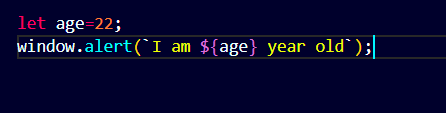 let age=22;
window.alert(`I am ${age} year old`);